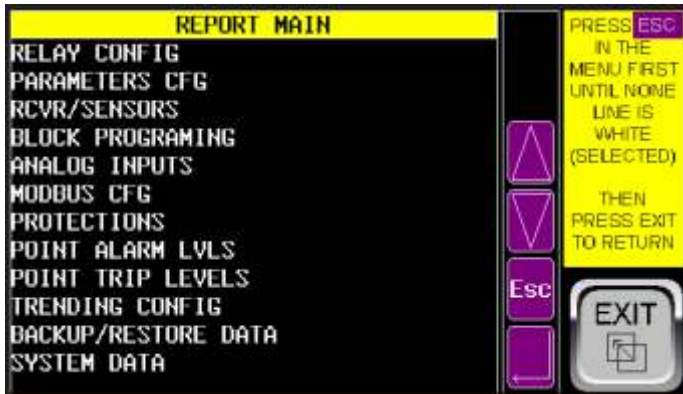 REPORT MAIN
RELAY CONFIG
PARAMETERS CFG
RCVR/SENSORS
BLOCK PROGRAMING
ANALOG INPUTS
MODBUS CFG
PROTECTIONS
POINT ALARM LVLS
POINT TRIP LEVELS
TRENDING CONFIG
BACKUP/RESTORE DATA
SYSTEM DATA
Esc
PRESS ESC
IN THE
MENU FIRST
UNTIL NONE
LINE IS
WHITE
(SELECTED)
THEN
PRESS EXIT
TO RETURN
EXIT